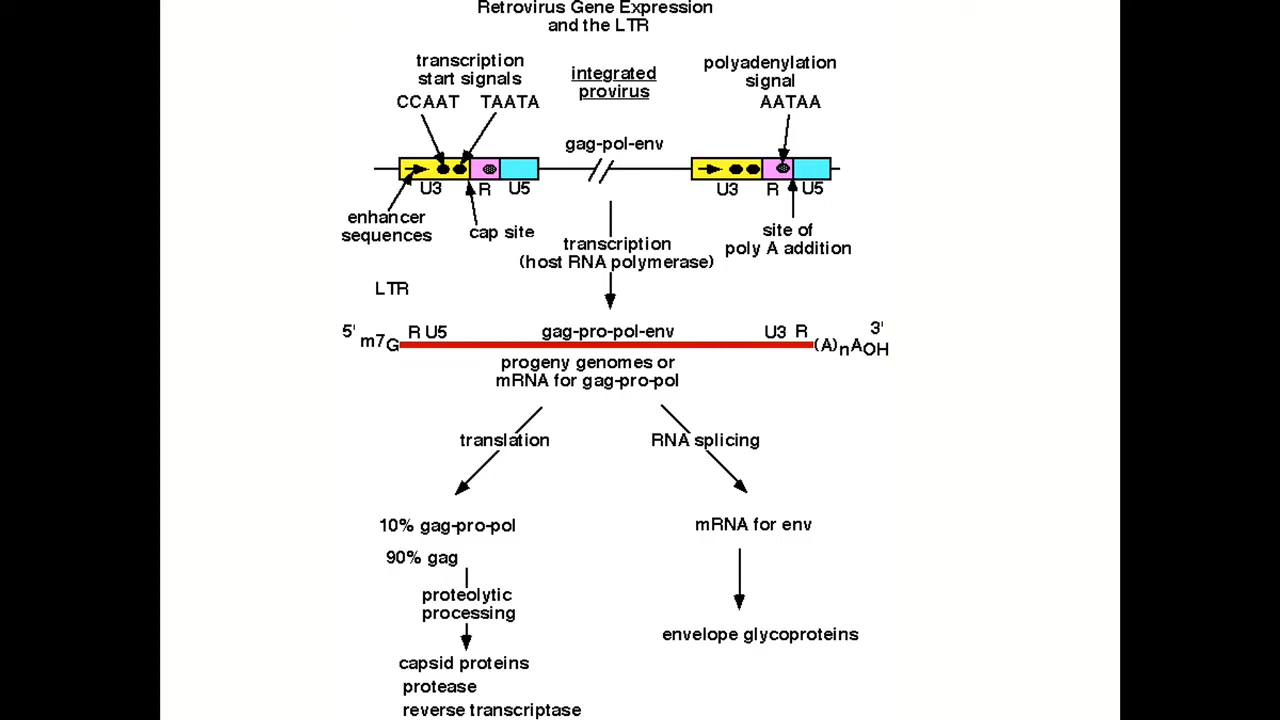 Retrovirus Gene Expression
and the LTR
transcription
start signals
CCAAT TAATA
integrated
provirus
polyadenylation
signal
AATAA
gag-pol-env
U3 R U5
U3 R U5
enhancer
sequences
cap site
transcription
(host RNA polymerase)
site of
poly A addition
LTR
5' m7G R U5 gag-pro-pol-env U3 R (A)nAOH 3'
progeny genomes or
mRNA for gag-pro-pol
translation
RNA splicing
10% gag-pro-pol
90% gag
mRNA for env
proteolytic
processing
envelope glycoproteins
capsid proteins
protease
reverse transcriptase